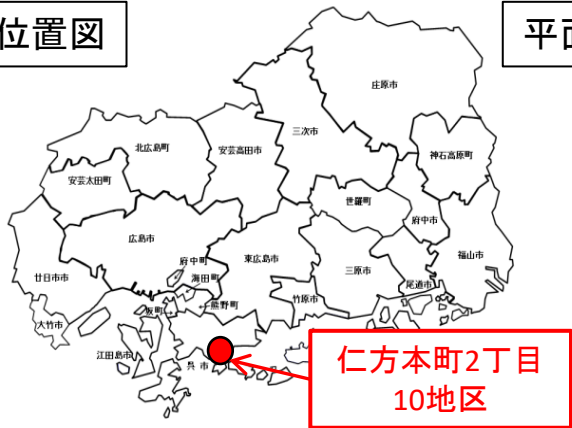 位置図
平面
庄原市
三次市
北広島町
安芸高田市
神石高原町
安芸太田町
世羅町
府中市
広島市
府中町
東広島市
三原市
福山市
廿日市市
海田町
尾道市
竹原市
熊野町
坂町
大竹市
江田島市
呉市
仁方本町2丁目
10地区